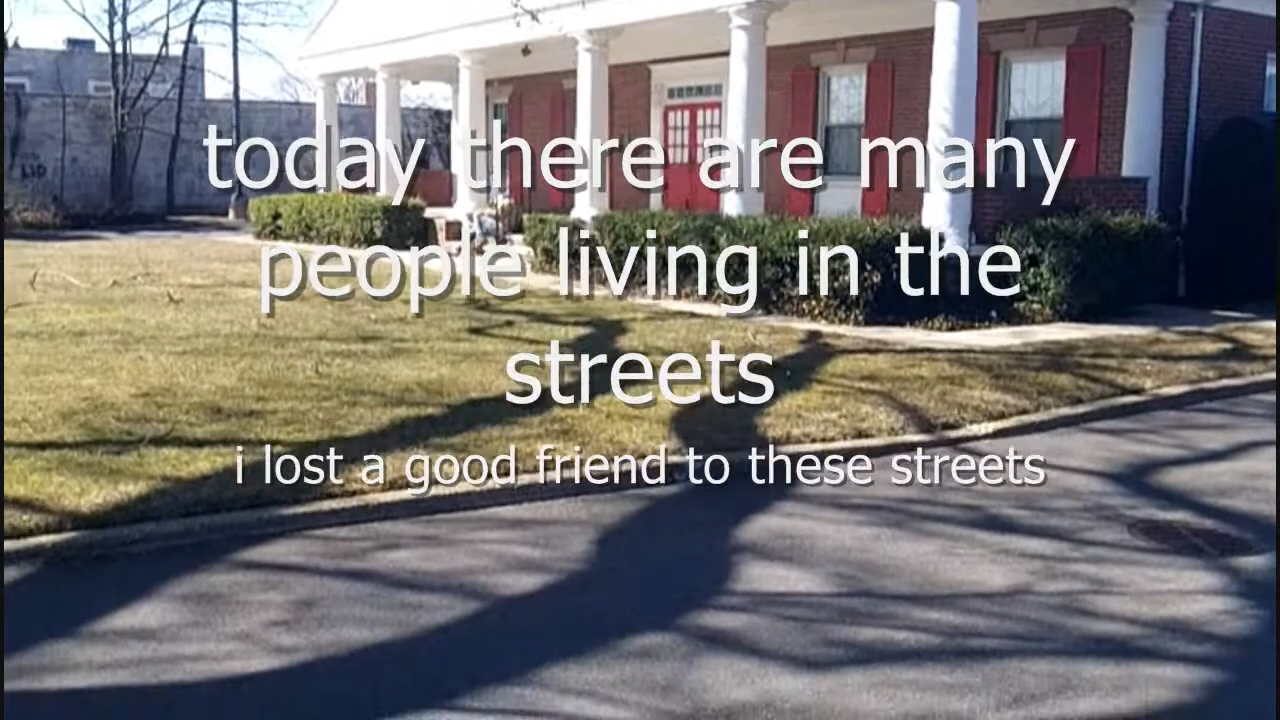 today there are many
people living in the
streets
i lost a good friend to these streets